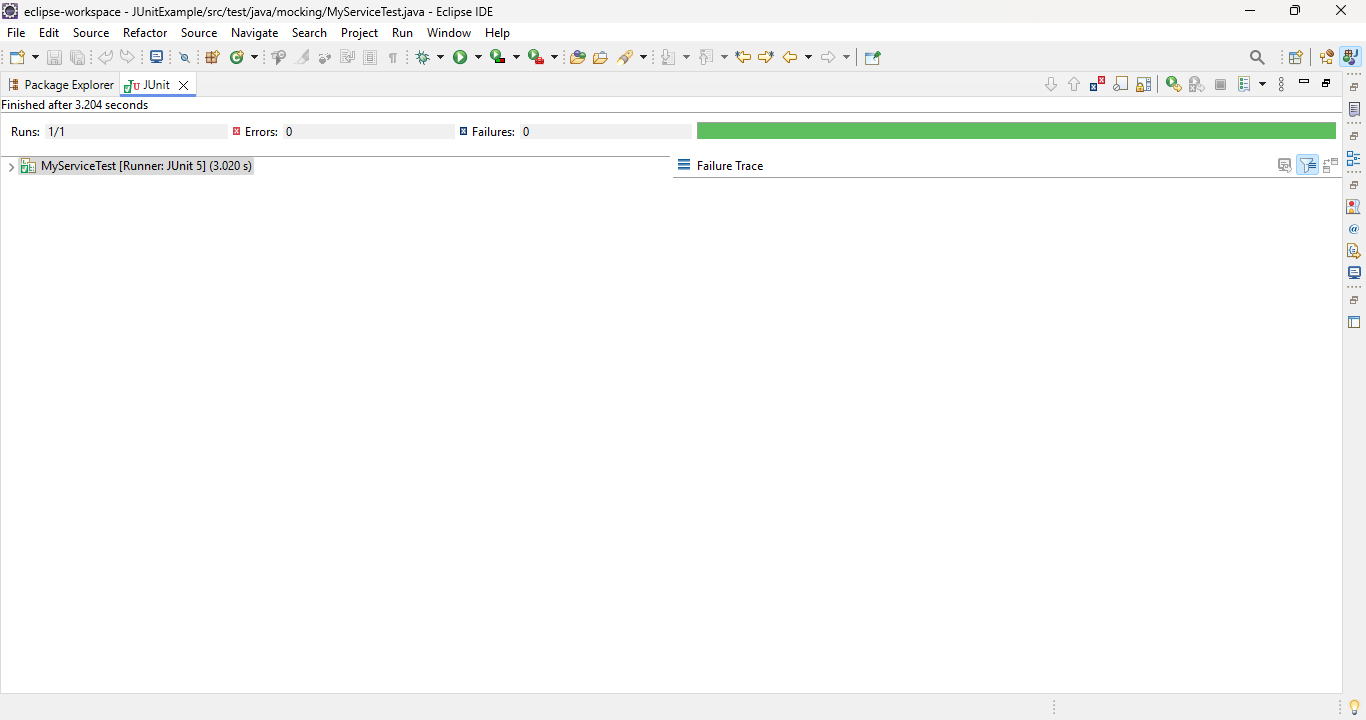 eclipse-workspace - JUnitExample/src/test/java/mocking/MyServiceTest.java - Eclipse IDE
File Edit Source Refactor Source Navigate Search Project Run Window Help
Package Explorer JUnit
Finished after 3.204 seconds
Runs: 1/1 Errors: 0 Failures: 0
MyServiceTest [Runner: JUnit 5] (3.020 s)
Failure Trace